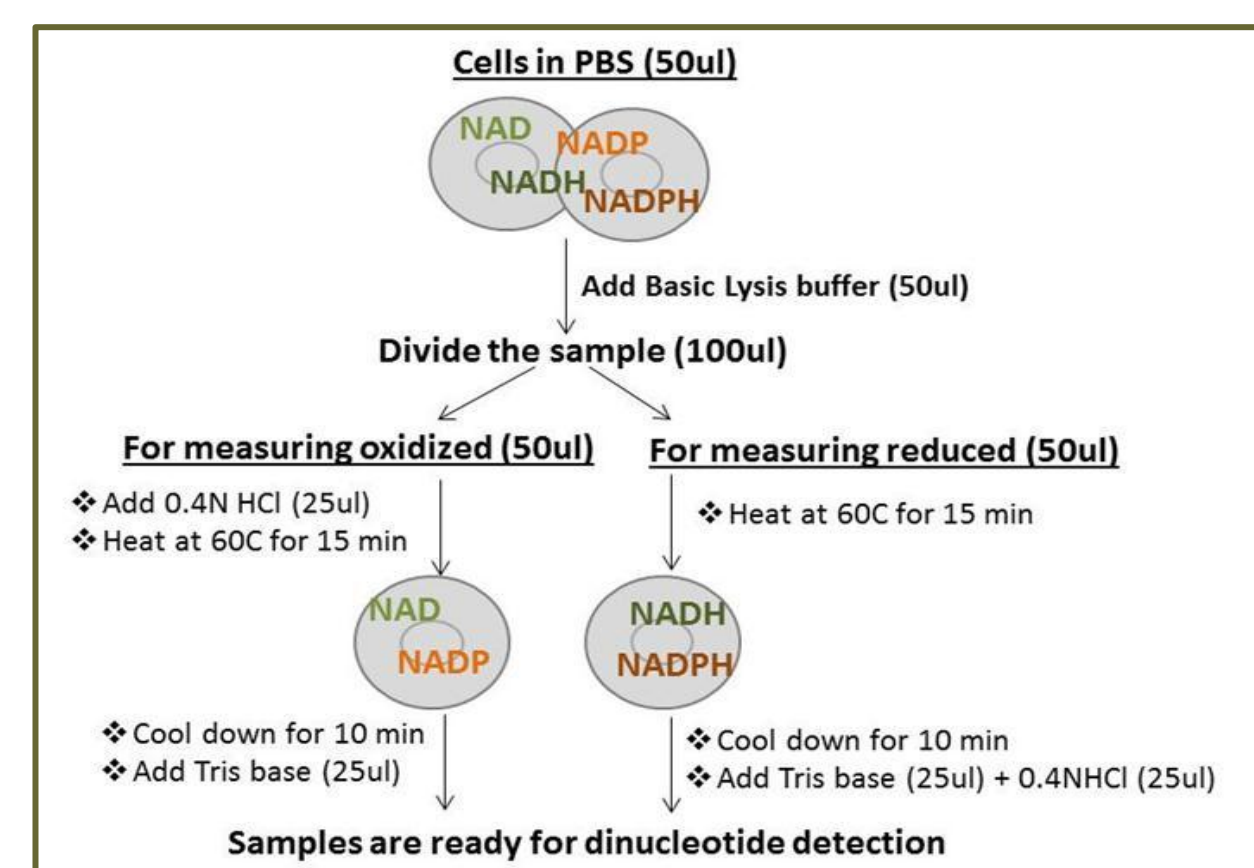 Cells in PBS (50ul)
NAD
NADP
NADH
NADPH
Add Basic Lysis buffer (50ul)
Divide the sample (100ul)
For measuring oxidized (50ul)
For measuring reduced (50ul)
❖ Add 0.4N HCl (25ul)
❖ Heat at 60C for 15 min
❖ Heat at 60C for 15 min
NAD
NADP
NADH
NADPH
❖ Cool down for 10 min
❖ Add Tris base (25ul)
❖ Cool down for 10 min
❖ Add Tris base (25ul) + 0.4NHCl (25ul)
Samples are ready for dinucleotide detection